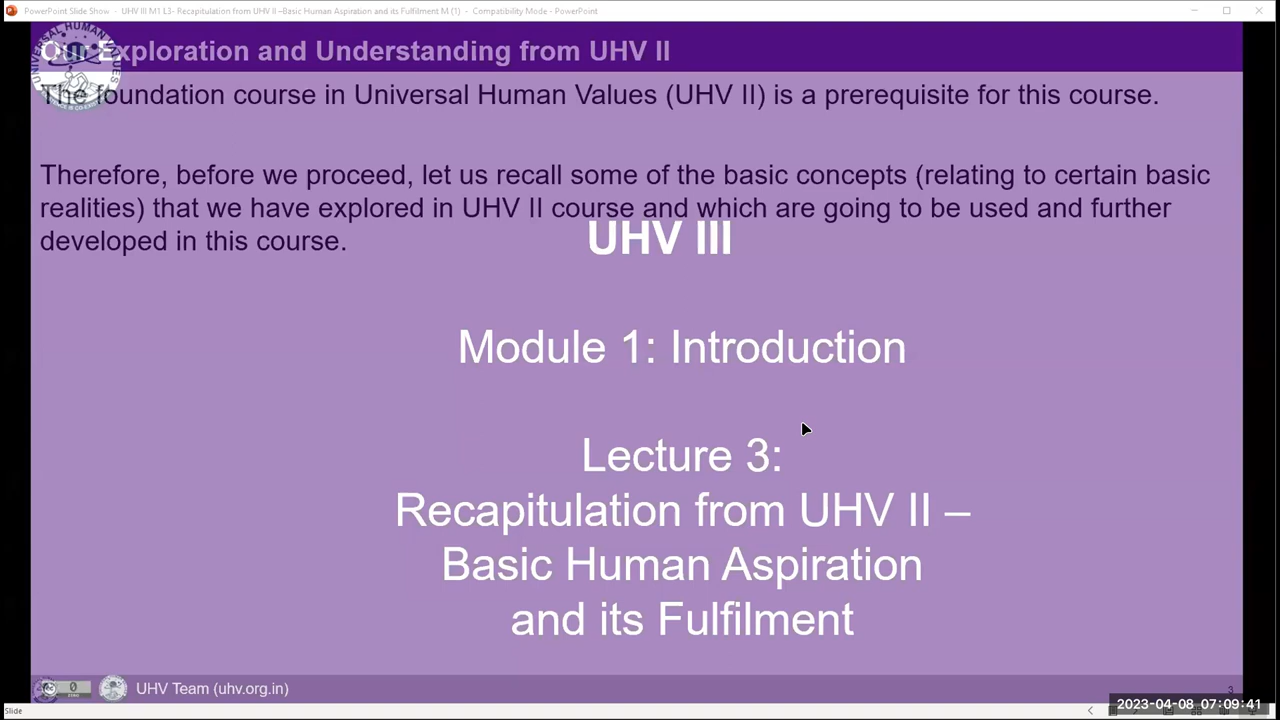 PowerPoint Slide Show - UHV III M1 L3- Recapitulation from UHV II –Basic Human Aspiration and its Fulfilment M (1) - Compatibility Mode - PowerPoint
Our Exploration and Understanding from UHV II
The foundation course in Universal Human Values (UHV II) is a prerequisite for this course.
Therefore, before we proceed, let us recall some of the basic concepts (relating to certain basic
realities) that we have explored in UHV II course and which are going to be used and further
developed in this course.
UHV III
Module 1: Introduction
Lecture 3:
Recapitulation from UHV II –
Basic Human Aspiration
and its Fulfilment
UNIVERSAL HUMAN VALUES
0
UHV Team (uhv.org.in)
3
Slide
2023-04-08 07:09:41